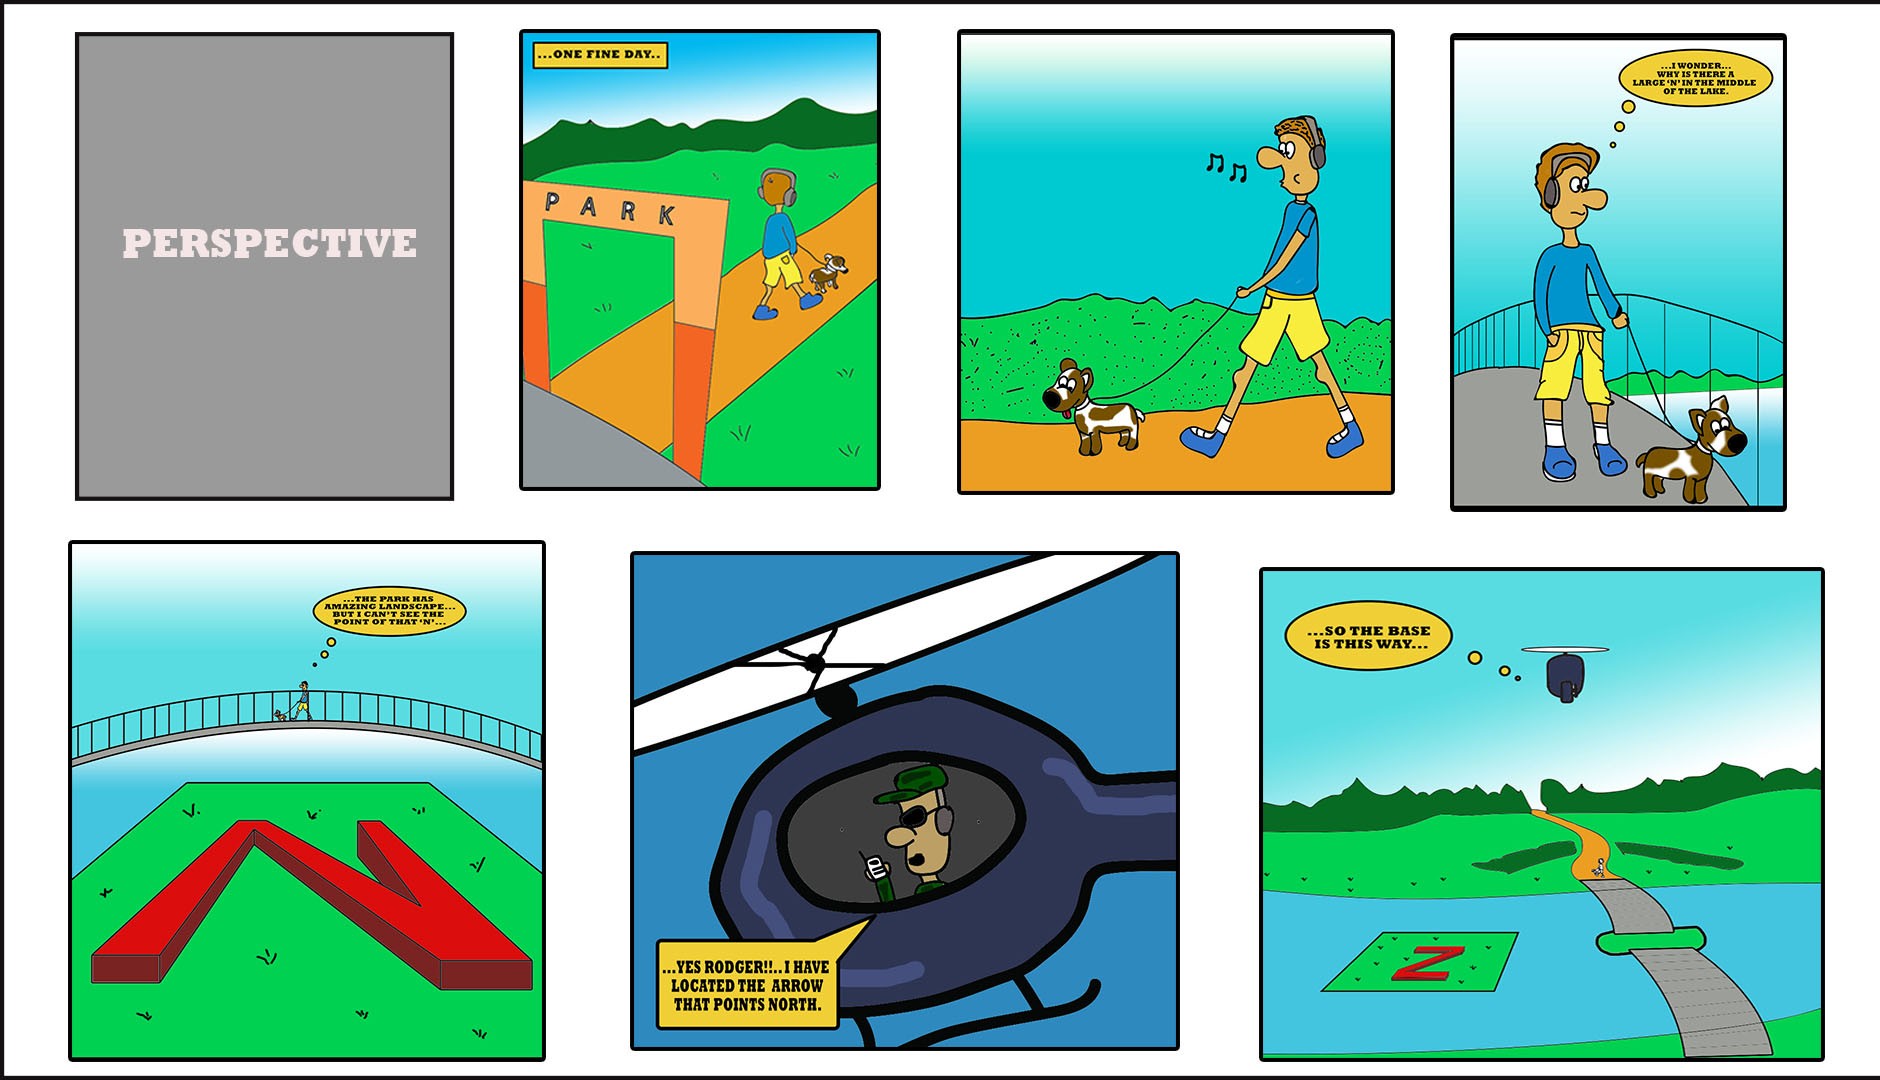 PERSPECTIVE
...ONE FINE DAY..
PARK
...I WONDER...
WHY IS THERE A
LARGE 'N' IN THE MIDDLE
OF THE LAKE.
...THE PARK HAS
AMAZING LANDSCAPE...
BUT I CAN'T SEE THE
POINT OF THAT 'N'...
N
...YES RODGER!!..I HAVE
LOCATED THE ARROW
THAT POINTS NORTH.
...SO THE BASE
IS THIS WAY...
N